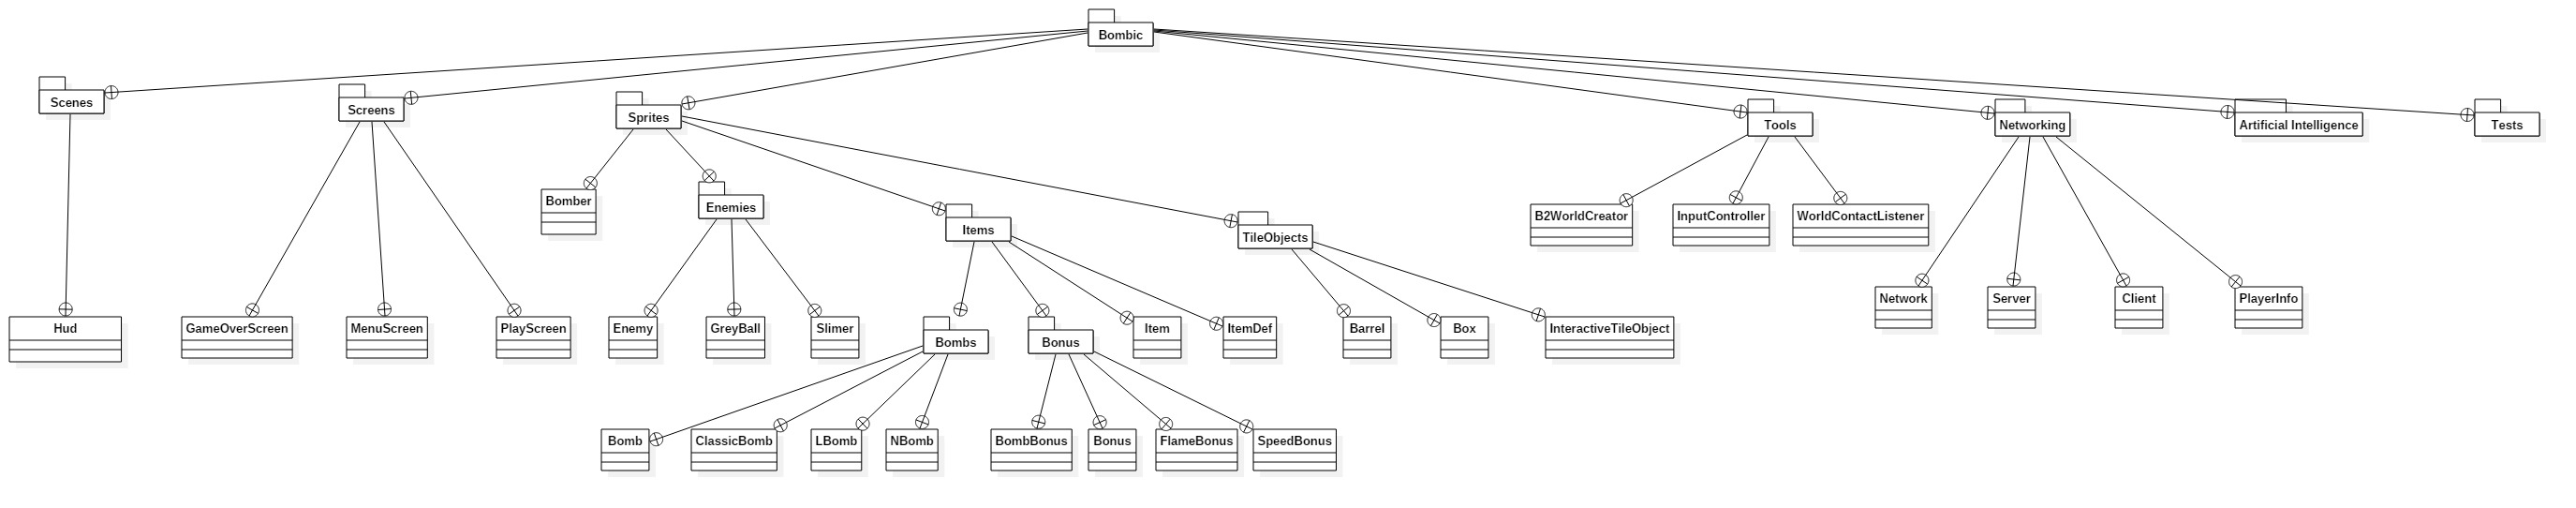 Bombic
Scenes
Screens
Sprites
Tools
Networking
Artificial Intelligence
Tests
Bomber
Enemies
Items
TileObjects
B2WorldCreator
InputController
WorldContactListener
Network
Server
Client
PlayerInfo
Hud
GameOverScreen
MenuScreen
PlayScreen
Enemy
GreyBall
Slimer
Bombs
Bonus
Item
ItemDef
Barrel
Box
InteractiveTileObject
Bomb
ClassicBomb
LBomb
NBomb
BombBonus
Bonus
FlameBonus
SpeedBonus